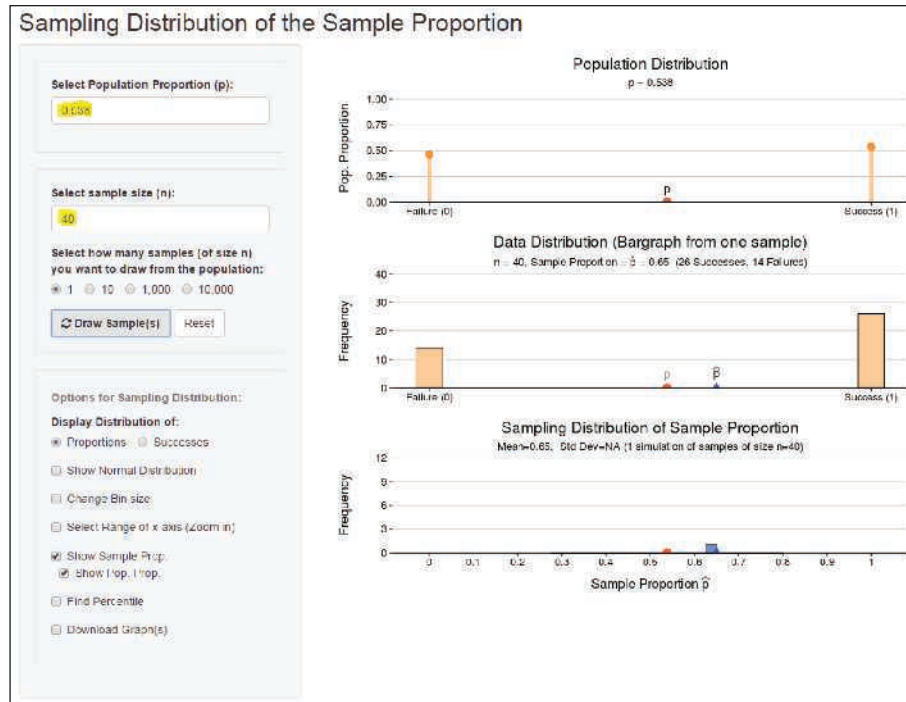 Sampling Distribution of the Sample Proportion
Select Population Proportion (p):
0.538
Select sample size (n):
40
Select how many samples (of size n)
you want to draw from the population:
1 10 1,000 10,000
Draw Sample(s) Reset
Options for Sampling Distribution:
Display Distribution of:
Proportions Successes
Show Normal Distribution
Change Bin size
Select Range of x axis (Zoom in)
Show Sample Prop.
Show Pop. Prop.
Find Percentile
Download Graph(s)
Population Distribution
p = 0.538
Pop. Proportion
1.00
0.75
0.50
0.25
0.00
p
Failure (0) Success (1)
Data Distribution (Bargraph from one sample)
n = 40, Sample Proportion = p̂ = 0.65 (26 Successes, 14 Failures)
Frequency
40
30
20
10
0
p p̂
Failure (0) Success (1)
Sampling Distribution of Sample Proportion
Mean=0.65, Std Dev=NA (1 simulation of samples of size n=40)
Frequency
12
9
6
3
0
0 0.1 0.2 0.3 0.4 0.5 0.6 0.7 0.8 0.9 1
Sample Proportion p̂